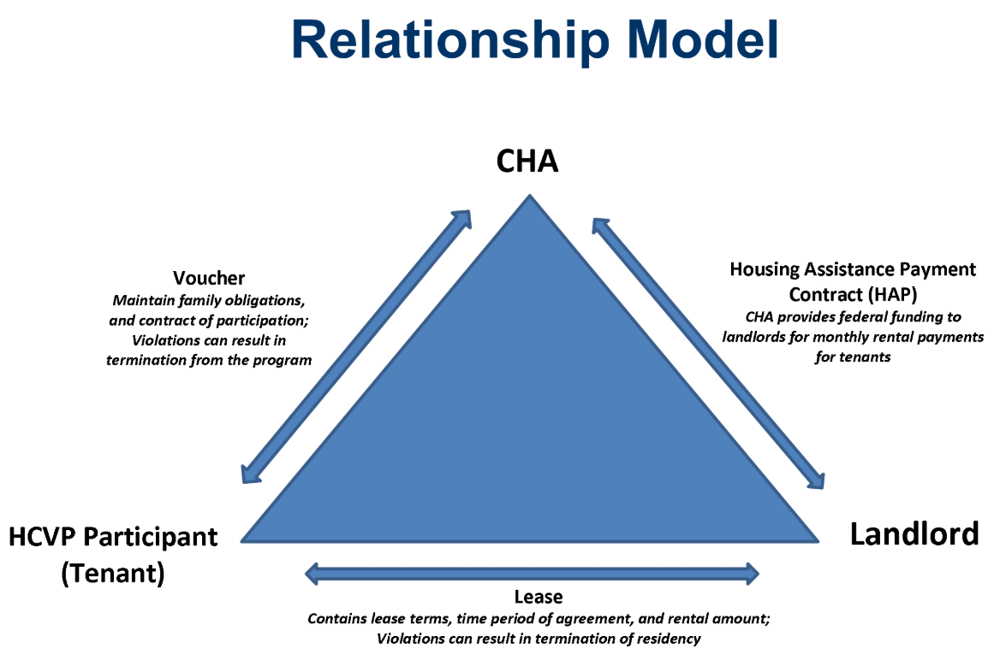 Relationship Model
CHA
Voucher
Maintain family obligations,
and contract of participation;
Violations can result in
termination from the program
Housing Assistance Payment
Contract (HAP)
CHA provides federal funding to
landlords for monthly rental payments
for tenants
HCVP Participant
(Tenant)
Landlord
Lease
Contains lease terms, time period of agreement, and rental amount;
Violations can result in termination of residency